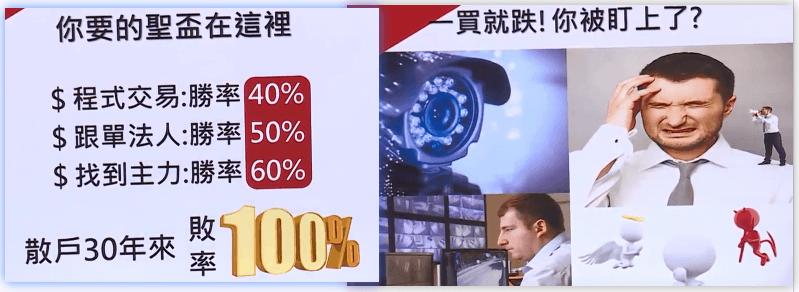 你要的聖盃在這裡
$ 程式交易:勝率 40%
$ 跟單法人:勝率 50%
$ 找到主力:勝率 60%
散戶30年來 敗率 100%
一買就跌!你被盯上了?